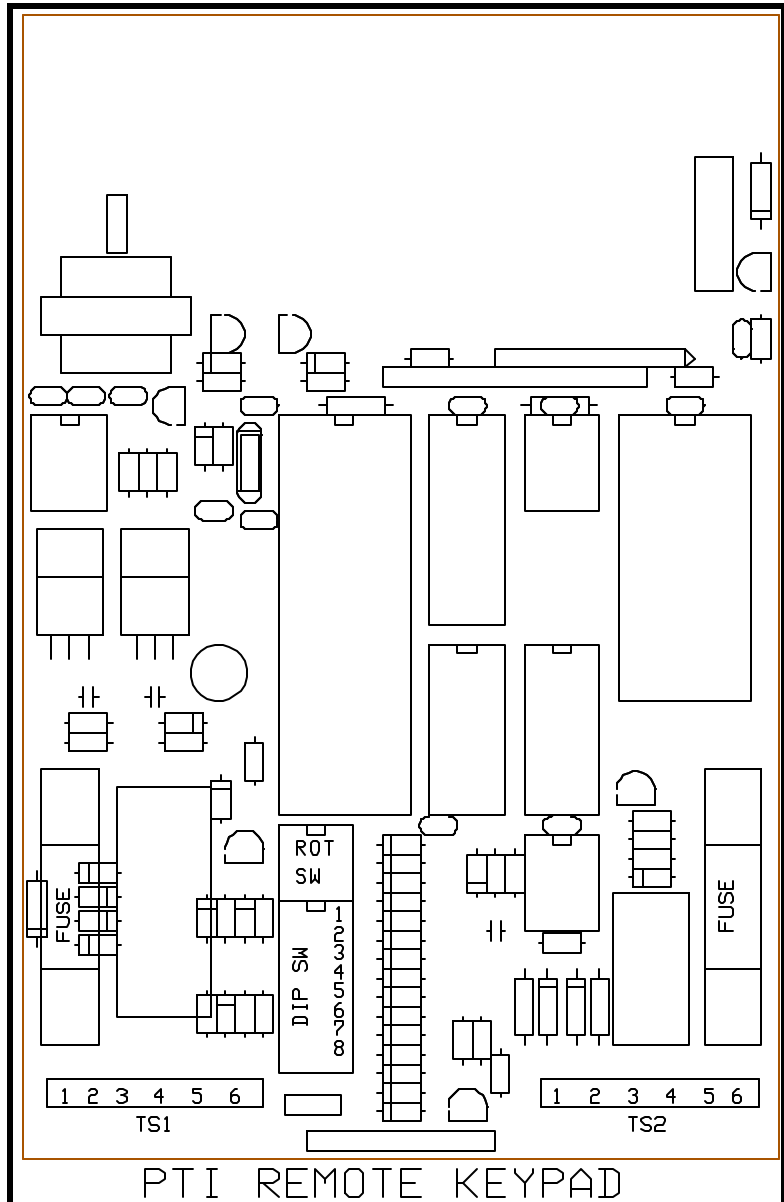 ROT
SW
FUSE
FUSE
DIP SW
1
2
3
4
5
6
7
8
1 2 3 4 5 6
TS1
1 2 3 4 5 6
TS2
PTI REMOTE KEYPAD